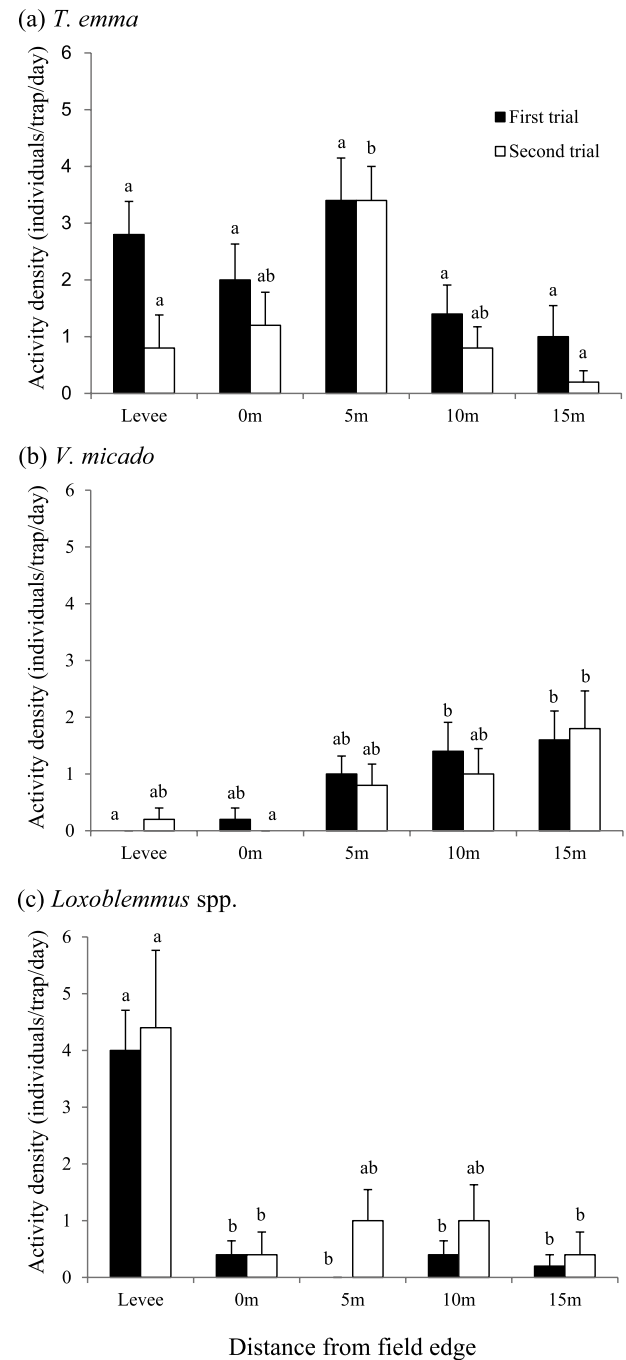 (a) T. emma
Activity density (individuals/trap/day)
6
5
4
3
2
1
0
First trial
Second trial
a
a
a
ab
a
b
a
ab
a
a
Levee 0m 5m 10m 15m
(b) V. micado
Activity density (individuals/trap/day)
6
5
4
3
2
1
0
a
ab
ab
a
ab
ab
b
ab
b
b
Levee 0m 5m 10m 15m
(c) Loxoblemmus spp.
Activity density (individuals/trap/day)
6
5
4
3
2
1
0
a
a
b
b
b
ab
b
ab
b
b
Levee 0m 5m 10m 15m
Distance from field edge